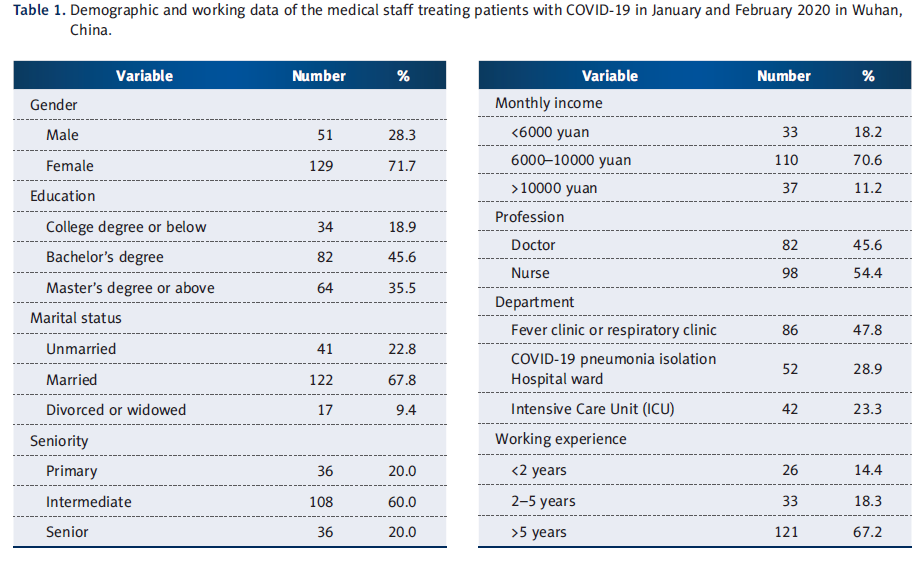 Table 1. Demographic and working data of the medical staff treating patients with COVID-19 in January and February 2020 in Wuhan,
China.
Variable Number %
Gender
Male 51 28.3
Female 129 71.7
Education
College degree or below 34 18.9
Bachelor’s degree 82 45.6
Master’s degree or above 64 35.5
Marital status
Unmarried 41 22.8
Married 122 67.8
Divorced or widowed 17 9.4
Seniority
Primary 36 20.0
Intermediate 108 60.0
Senior 36 20.0
Variable Number %
Monthly income
<6000 yuan 33 18.2
6000–10000 yuan 110 70.6
>10000 yuan 37 11.2
Profession
Doctor 82 45.6
Nurse 98 54.4
Department
Fever clinic or respiratory clinic 86 47.8
COVID-19 pneumonia isolation
Hospital ward 52 28.9
Intensive Care Unit (ICU) 42 23.3
Working experience
<2 years 26 14.4
2–5 years 33 18.3
>5 years 121 67.2